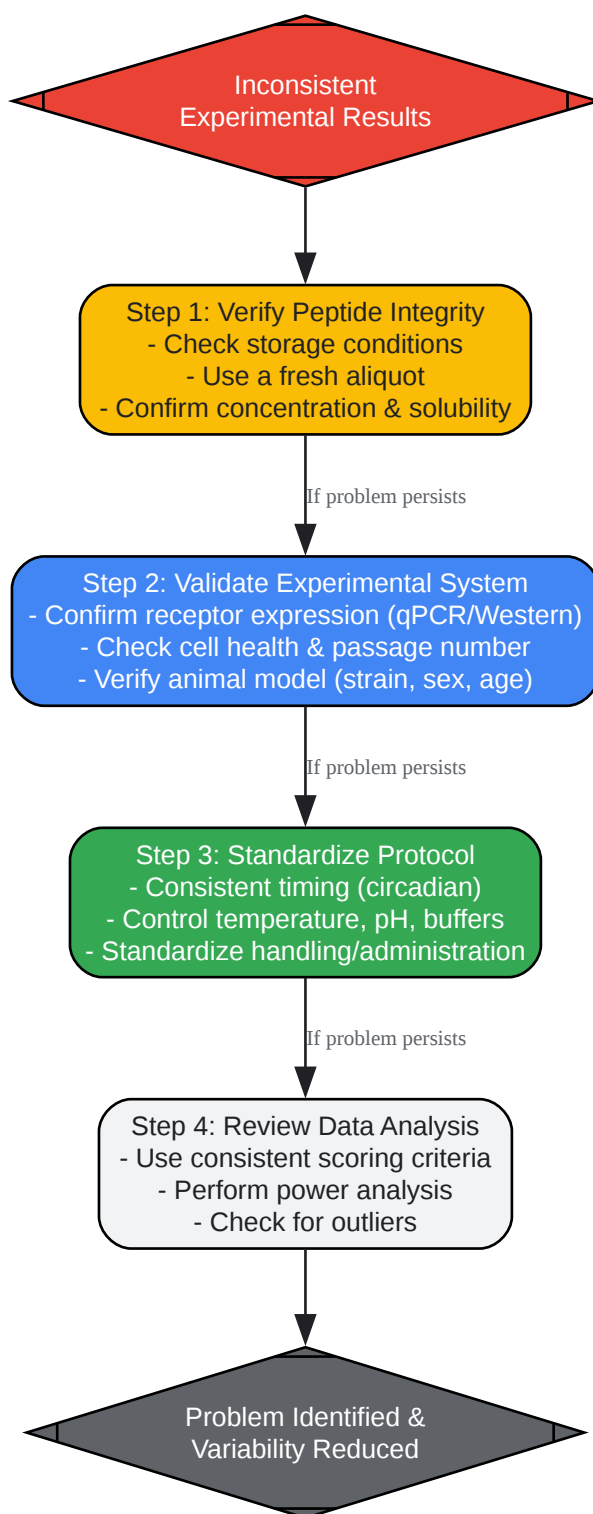 Inconsistent
Experimental Results
Step 1: Verify Peptide Integrity
- Check storage conditions
- Use a fresh aliquot
- Confirm concentration & solubility
If problem persists
Step 2: Validate Experimental System
- Confirm receptor expression (qPCR/Western)
- Check cell health & passage number
- Verify animal model (strain, sex, age)
If problem persists
Step 3: Standardize Protocol
- Consistent timing (circadian)
- Control temperature, pH, buffers
- Standardize handling/administration
If problem persists
Step 4: Review Data Analysis
- Use consistent scoring criteria
- Perform power analysis
- Check for outliers
Problem Identified &
Variability Reduced